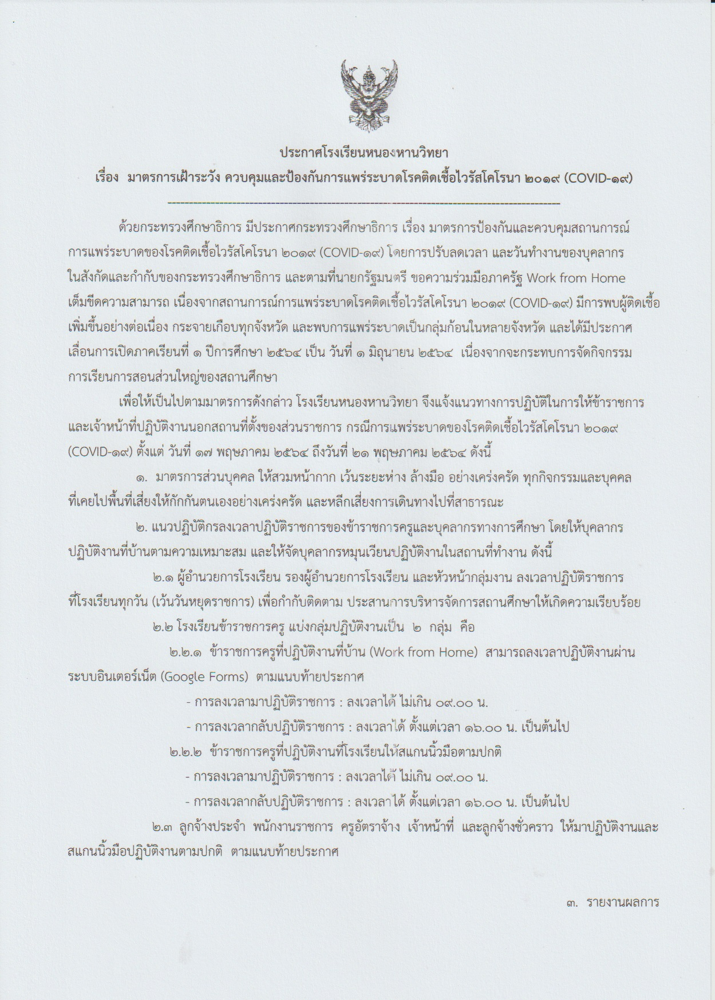 ประกาศโรงเรียนหนองหานวิทยา
เรื่อง มาตรการเฝ้าระวัง ควบคุมและป้องกันการแพร่ระบาดโรคติดเชื้อไวรัสโคโรนา ๒๐๑๙ (COVID-๑๙)
ด้วยกระทรวงศึกษาธิการ มีประกาศกระทรวงศึกษาธิการ เรื่อง มาตรการป้องกันและควบคุมสถานการณ์
การแพร่ระบาดของโรคติดเชื้อไวรัสโคโรนา ๒๐๑๙ (COVID-๑๙) โดยการปรับลดเวลา และวันทำงานของบุคลากร
ในสังกัดและกำกับของกระทรวงศึกษาธิการ และตามที่นายกรัฐมนตรี ขอความร่วมมือภาครัฐ Work from Home
เต็มขีดความสามารถ เนื่องจากสถานการณ์การแพร่ระบาดโรคติดเชื้อไวรัสโคโรนา ๒๐๑๙ (COVID-๑๙) มีการพบผู้ติดเชื้อ
เพิ่มขึ้นอย่างต่อเนื่อง กระจายเกือบทุกจังหวัด และพบการแพร่ระบาดเป็นกลุ่มก้อนในหลายจังหวัด และได้มีประกาศ
เลื่อนการเปิดภาคเรียนที่ ๑ ปีการศึกษา ๒๕๖๔ เป็น วันที่ ๑ มิถุนายน ๒๕๖๔ เนื่องจากจะกระทบการจัดกิจกรรม
การเรียนการสอนส่วนใหญ่ของสถานศึกษา
เพื่อให้เป็นไปตามมาตรการดังกล่าว โรงเรียนหนองหานวิทยา จึงแจ้งแนวทางการปฏิบัติในการให้ข้าราชการ
และเจ้าหน้าที่ปฏิบัติงานนอกสถานที่ตั้งของส่วนราชการ กรณีการแพร่ระบาดของโรคติดเชื้อไวรัสโคโรนา ๒๐๑๙
(COVID-๑๙) ตั้งแต่ วันที่ ๑๗ พฤษภาคม ๒๕๖๔ ถึงวันที่ ๒๑ พฤษภาคม ๒๕๖๔ ดังนี้
๑. มาตรการส่วนบุคคล ให้สวมหน้ากาก เว้นระยะห่าง ล้างมือ อย่างเคร่งครัด ทุกกิจกรรมและบุคคล
ที่เคยไปพื้นที่เสี่ยงให้กักกันตนเองอย่างเคร่งครัด และหลีกเสี่ยงการเดินทางไปที่สาธารณะ
๒. แนวปฏิบัติกรลงเวลาปฏิบัติราชการของข้าราชการครูและบุคลากรทางการศึกษา โดยให้บุคลากร
ปฏิบัติงานที่บ้านตามความเหมาะสม และให้จัดบุคลากรหมุนเวียนปฏิบัติงานในสถานที่ทำงาน ดังนี้
๒.๑ ผู้อำนวยการโรงเรียน รองผู้อำนวยการโรงเรียน และหัวหน้ากลุ่มงาน ลงเวลาปฏิบัติราชการ
ที่โรงเรียนทุกวัน (เว้นวันหยุดราชการ) เพื่อกำกับติดตาม ประสานการบริหารจัดการสถานศึกษาให้เกิดความเรียบร้อย
๒.๒ โรงเรียนข้าราชการครู แบ่งกลุ่มปฏิบัติงานเป็น ๒ กลุ่ม คือ
๒.๒.๑ ข้าราชการครูที่ปฏิบัติงานที่บ้าน (Work from Home) สามารถลงเวลาปฏิบัติงานผ่าน
ระบบอินเตอร์เน็ต (Google Forms) ตามแนบท้ายประกาศ
- การลงเวลามาปฏิบัติราชการ : ลงเวลาได้ ไม่เกิน ๐๙.๐๐ น.
- การลงเวลากลับปฏิบัติราชการ : ลงเวลาได้ ตั้งแต่เวลา ๑๖.๐๐ น. เป็นต้นไป
๒.๒.๒ ข้าราชการครูที่ปฏิบัติงานที่โรงเรียนให้สแกนนิ้วมือตามปกติ
- การลงเวลามาปฏิบัติราชการ : ลงเวลาได้ ไม่เกิน ๐๙.๐๐ น.
- การลงเวลากลับปฏิบัติราชการ : ลงเวลาได้ ตั้งแต่เวลา ๑๖.๐๐ น. เป็นต้นไป
๒.๓ ลูกจ้างประจำ พนักงานราชการ ครูอัตราจ้าง เจ้าหน้าที่ และลูกจ้างชั่วคราว ให้มาปฏิบัติงานและ
สแกนนิ้วมือปฏิบัติงานตามปกติ ตามแนบท้ายประกาศ
๓. รายงานผลการ